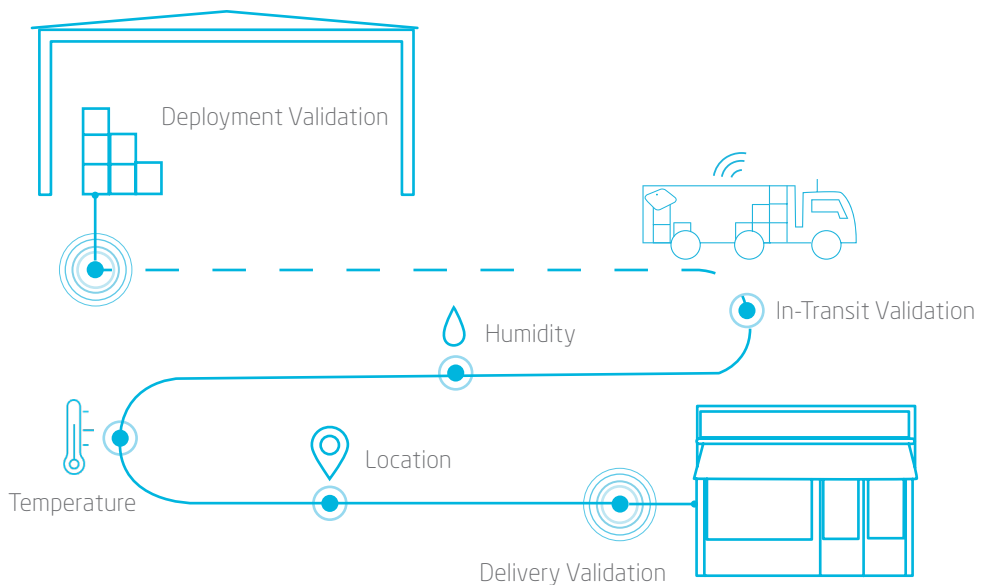 Deployment Validation
In-Transit Validation
Humidity
Temperature
Location
Delivery Validation